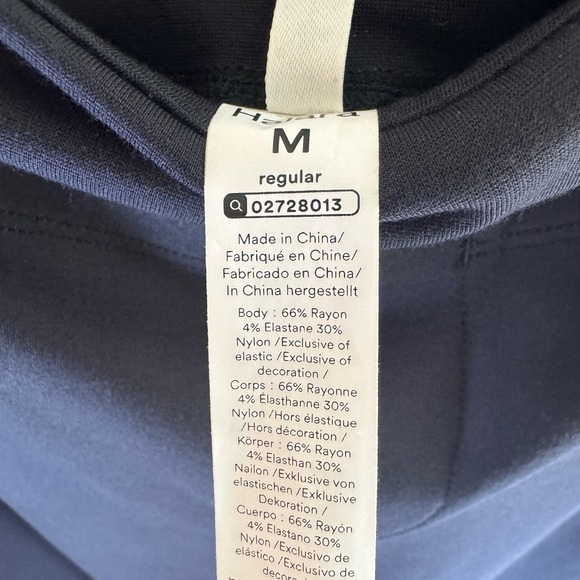 Halara
M
regular
02728013
Made in China/
Fabriqué en Chine/
Fabricado en China/
In China hergestellt
Body : 66% Rayon
4% Elastane 30%
Nylon /Exclusive of
elastic /Exclusive of
decoration /
Corps : 66% Rayonne
4% Élasthanne 30%
Nylon /Hors élastique
/Hors décoration /
Körper : 66% Rayon
4% Elasthan 30%
Nailon /Exklusive von
elastischen /Exklusive
Dekoration /
Cuerpo : 66% Rayón
4% Elastano 30%
Nylon /Exclusivo de
elástico /Exclusivo de